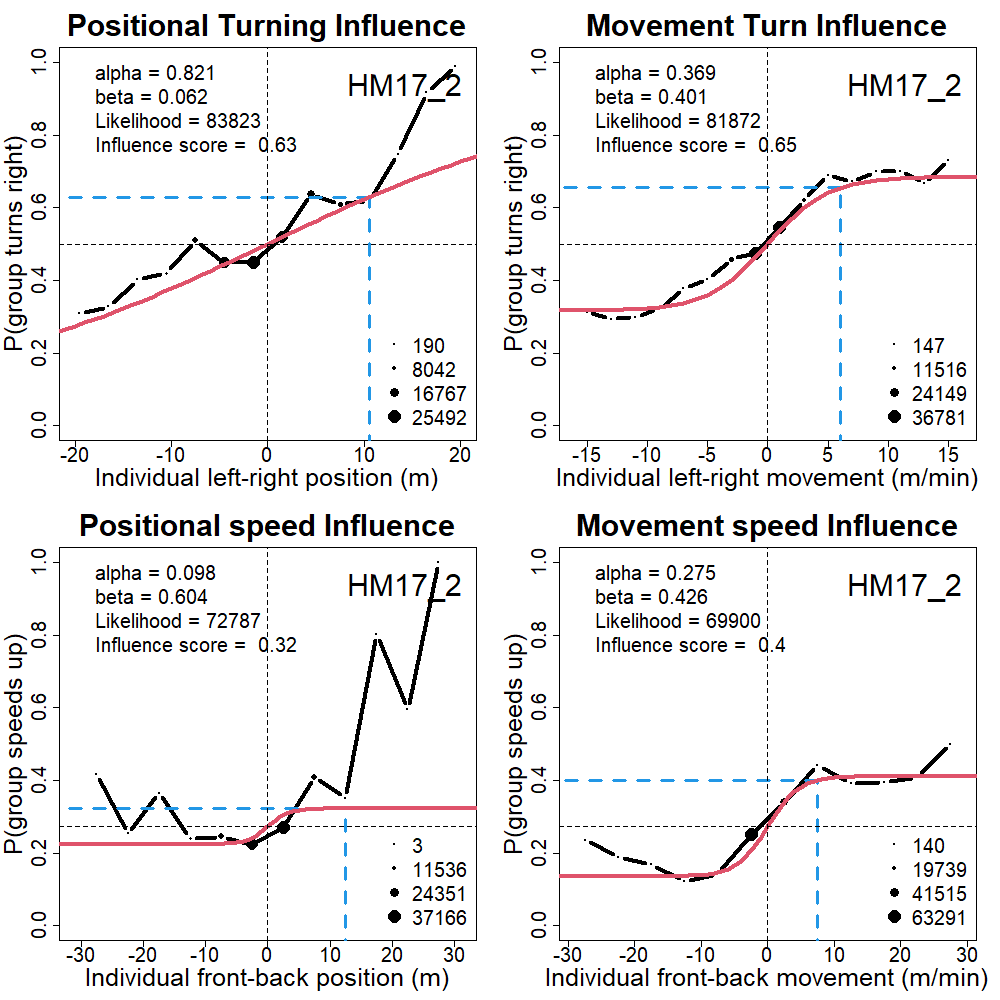 Positional Turning Influence
alpha = 0.821
beta = 0.062
Likelihood = 83823
Influence score = 0.63
HM17_2
P(group turns right)
0.0
0.2
0.4
0.6
0.8
1.0
190
8042
16767
25492
-20
-10
0
10
20
Individual left-right position (m)
Movement Turn Influence
alpha = 0.369
beta = 0.401
Likelihood = 81872
Influence score = 0.65
HM17_2
P(group turns right)
0.0
0.2
0.4
0.6
0.8
1.0
147
11516
24149
36781
-15
-10
-5
0
5
10
15
Individual left-right movement (m/min)
Positional speed Influence
alpha = 0.098
beta = 0.604
Likelihood = 72787
Influence score = 0.32
HM17_2
P(group speeds up)
0.0
0.2
0.4
0.6
0.8
1.0
3
11536
24351
37166
-30
-20
-10
0
10
20
30
Individual front-back position (m)
Movement speed Influence
alpha = 0.275
beta = 0.426
Likelihood = 69900
Influence score = 0.4
HM17_2
P(group speeds up)
0.0
0.2
0.4
0.6
0.8
1.0
140
19739
41515
63291
-30
-20
-10
0
10
20
30
Individual front-back movement (m/min)